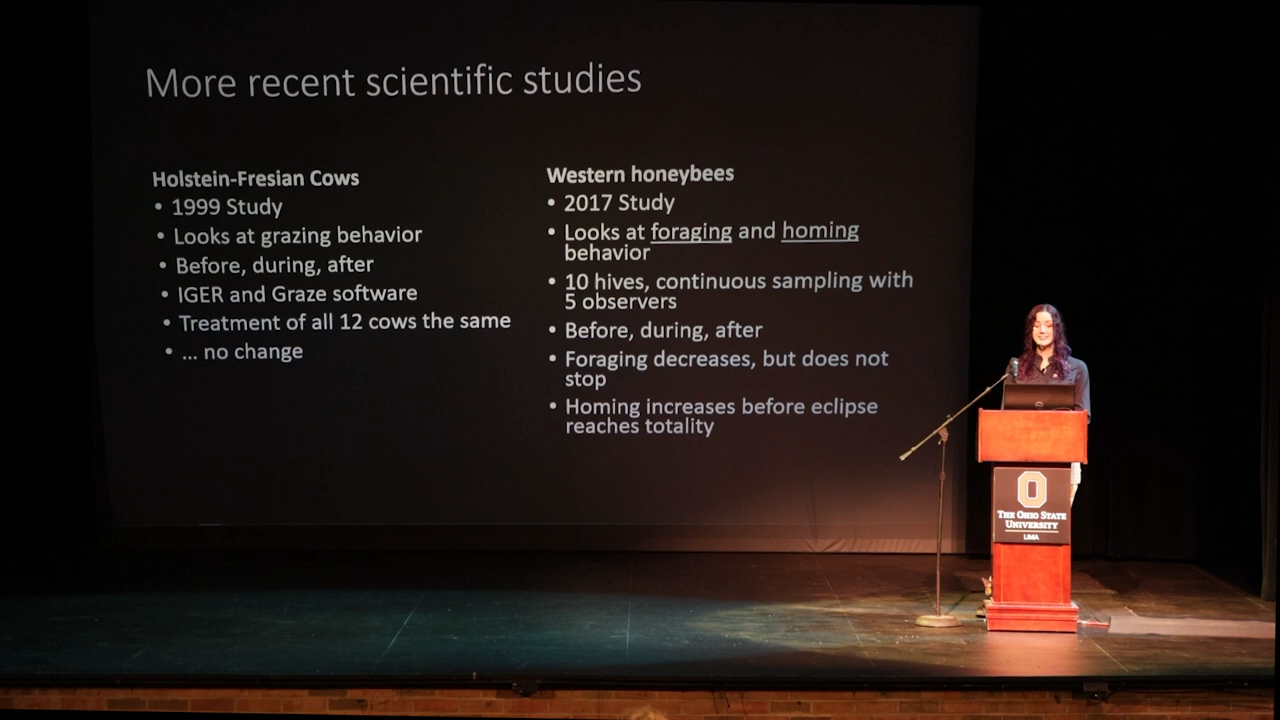 More recent scientific studies
Holstein-Fresian Cows
• 1999 Study
• Looks at grazing behavior
• Before, during, after
• IGER and Graze software
• Treatment of all 12 cows the same
• ... no change
Western honeybees
• 2017 Study
• Looks at foraging and homing
behavior
• 10 hives, continuous sampling with
5 observers
• Before, during, after
• Foraging decreases, but does not
stop
• Homing increases before eclipse
reaches totality
O
THE OHIO STATE
UNIVERSITY
LIMA